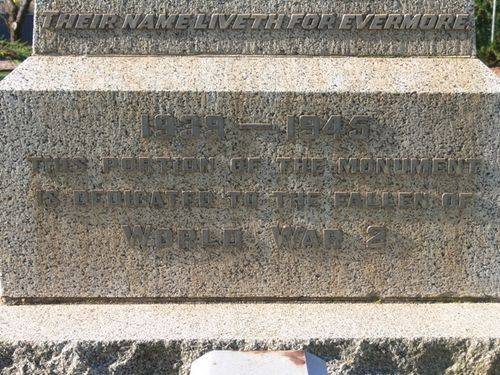 THEIR NAME LIVETH FOR EVERMORE
1939 — 1945
THIS PORTION OF THE MONUMENT
IS DEDICATED TO THE FALLEN OF
WORLD WAR 2